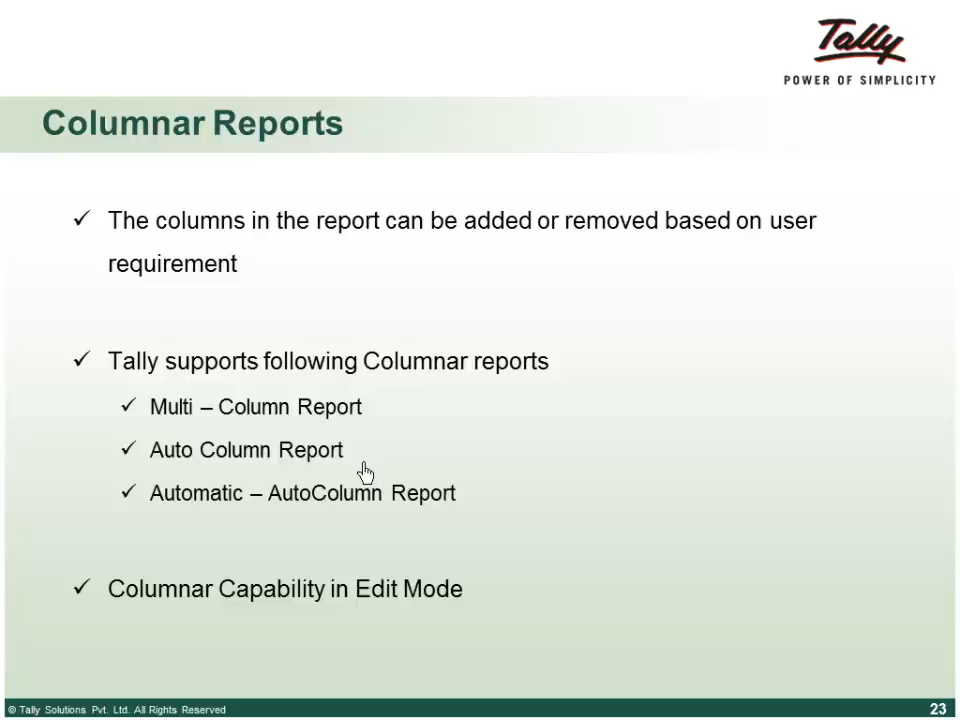 Tally
POWER OF SIMPLICITY
Columnar Reports
✓ The columns in the report can be added or removed based on user
requirement
✓ Tally supports following Columnar reports
✓ Multi – Column Report
✓ Auto Column Report
✓ Automatic – AutoColumn Report
✓ Columnar Capability in Edit Mode
© Tally Solutions Pvt. Ltd. All Rights Reserved
23